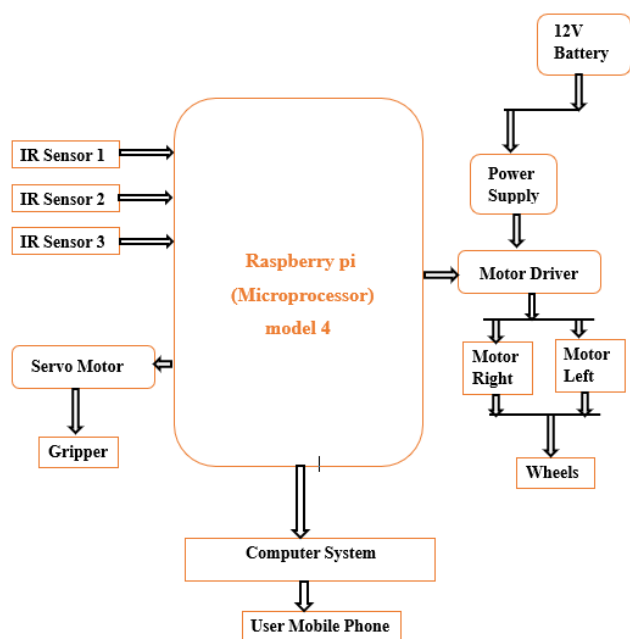 12V
Battery
IR Sensor 1
IR Sensor 2
IR Sensor 3
Power
Supply
Raspberry pi
(Microprocessor)
model 4
Motor Driver
Servo Motor
Motor
Right
Motor
Left
Gripper
Wheels
Computer System
User Mobile Phone